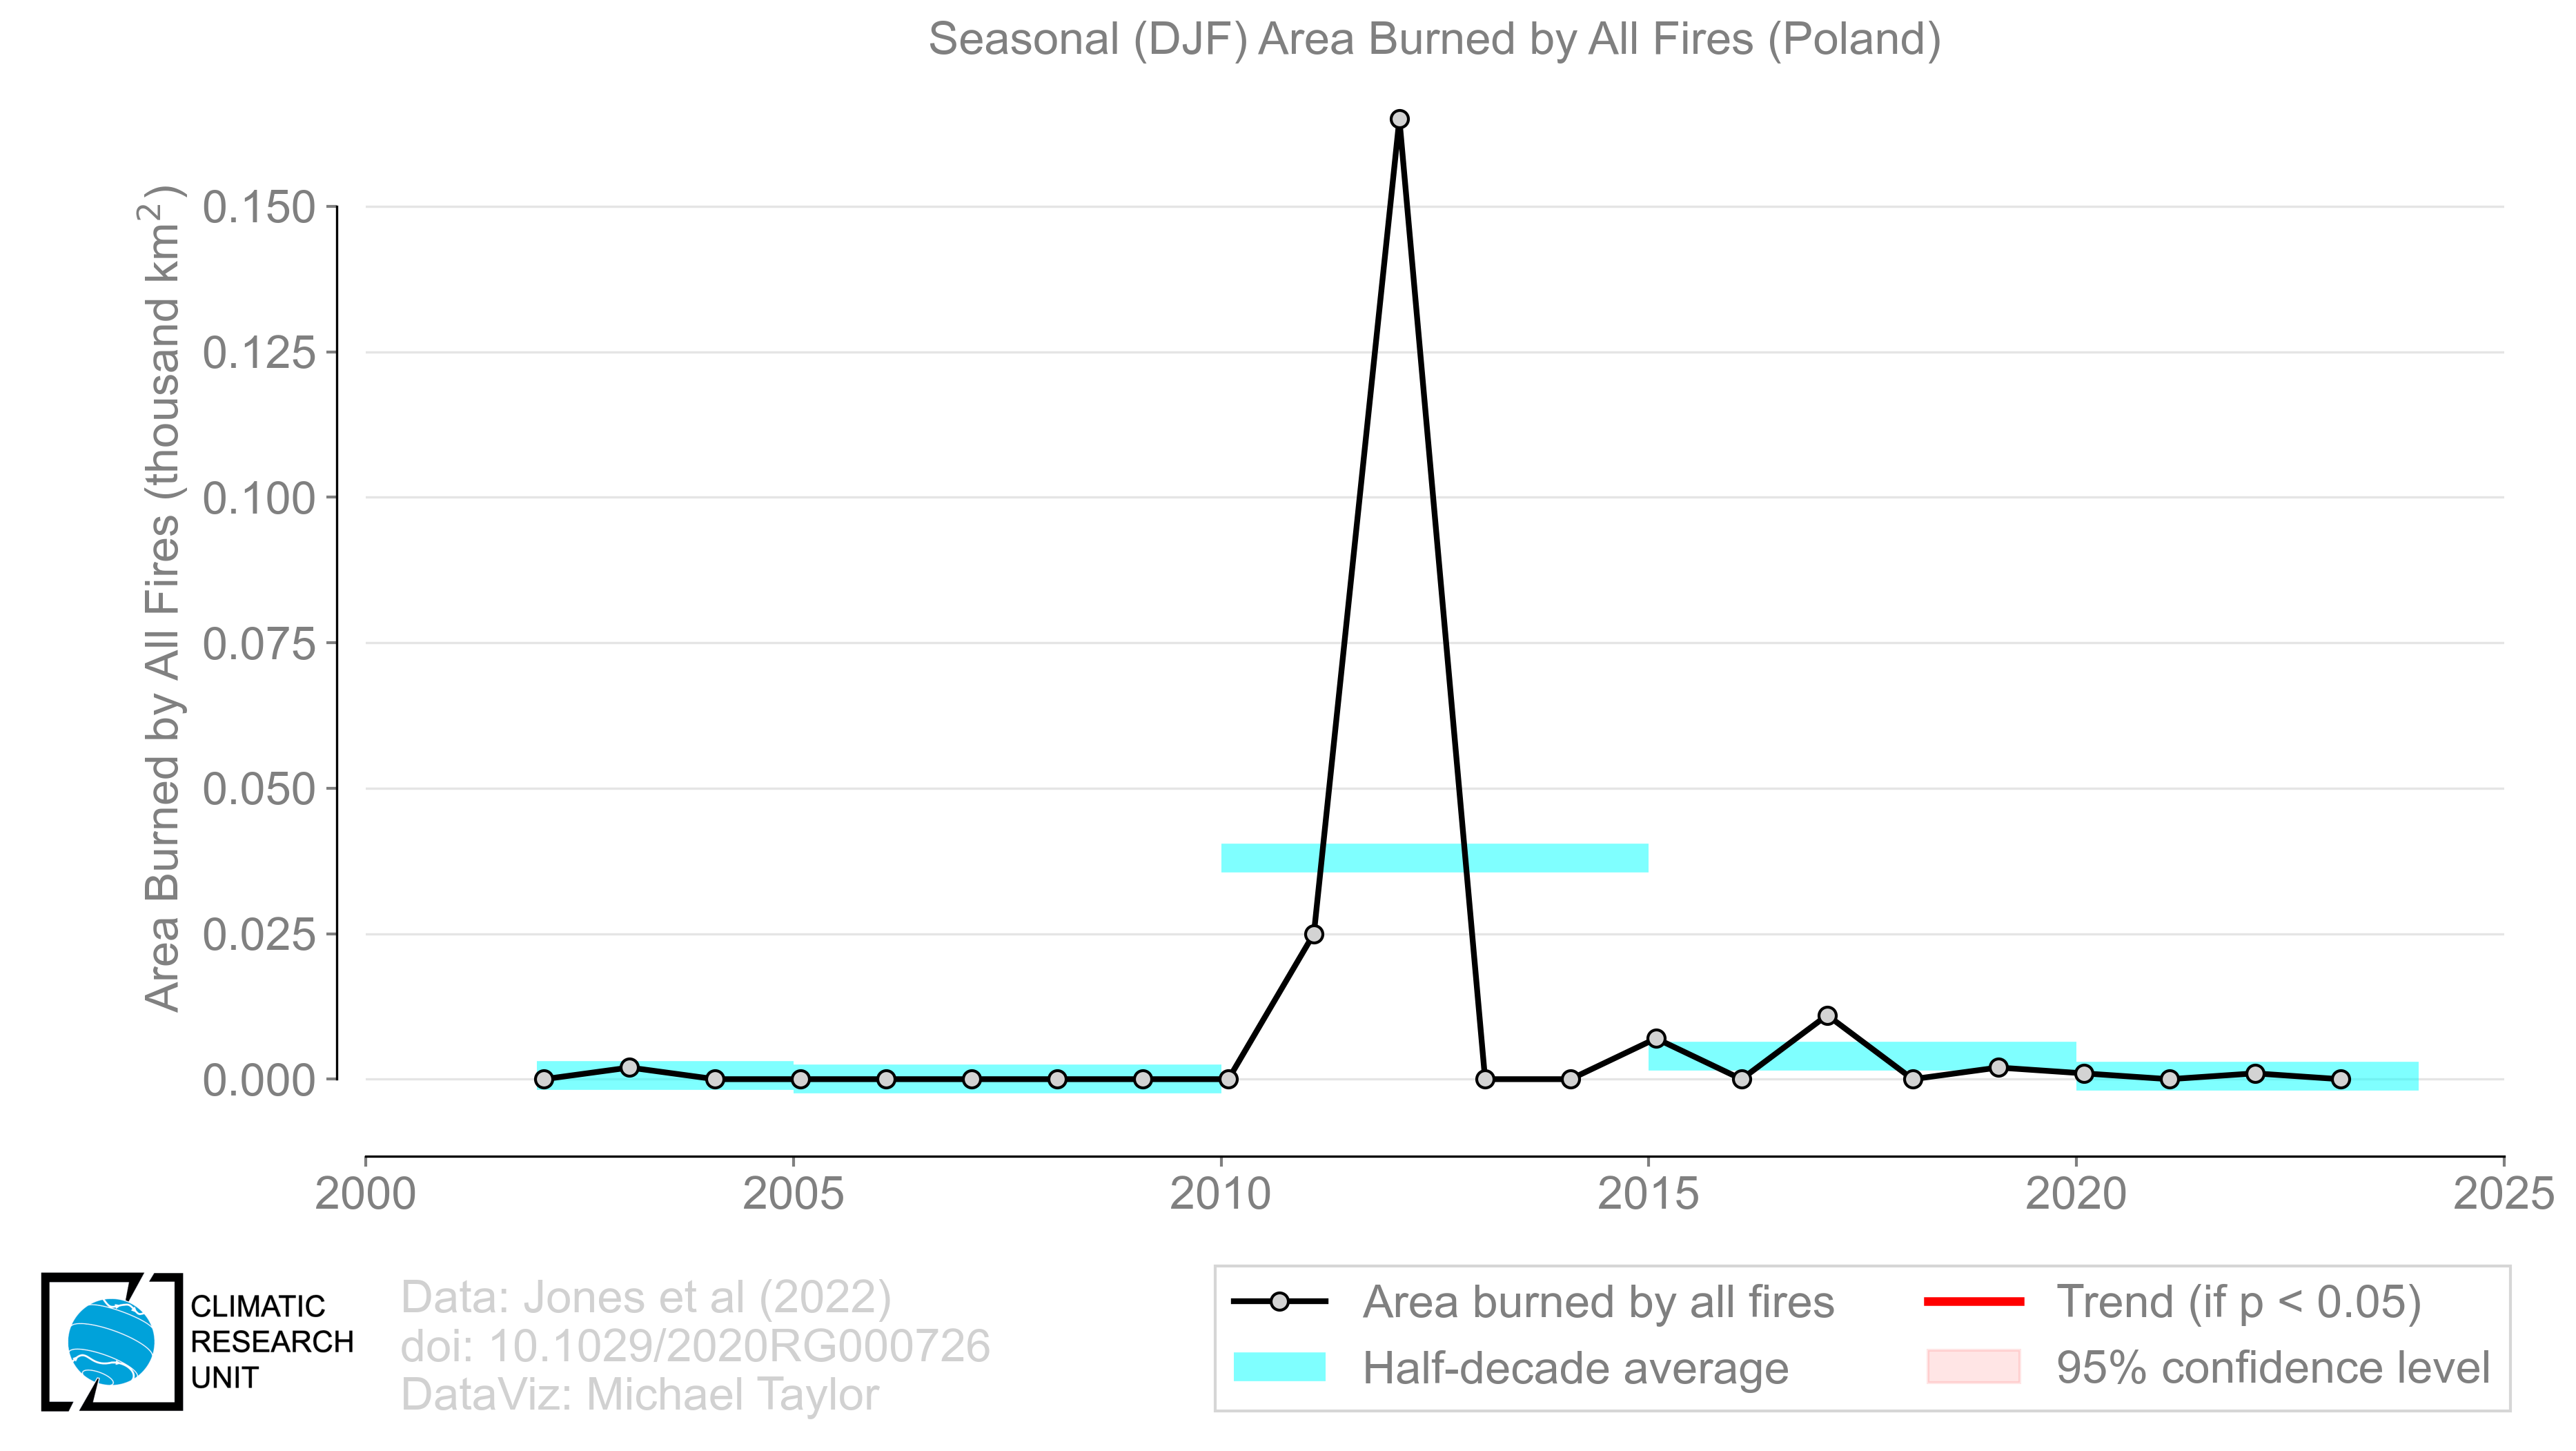 Seasonal (DJF) Area Burned by All Fires (Poland)
Area Burned by All Fires (thousand km²)
0.150
0.125
0.100
0.075
0.050
0.025
0.000
2000 2005 2010 2015 2020 2025
CLIMATIC
RESEARCH
UNIT
Data: Jones et al (2022)
doi: 10.1029/2020RG000726
DataViz: Michael Taylor
Area burned by all fires
Half-decade average
Trend (if p < 0.05)
95% confidence level